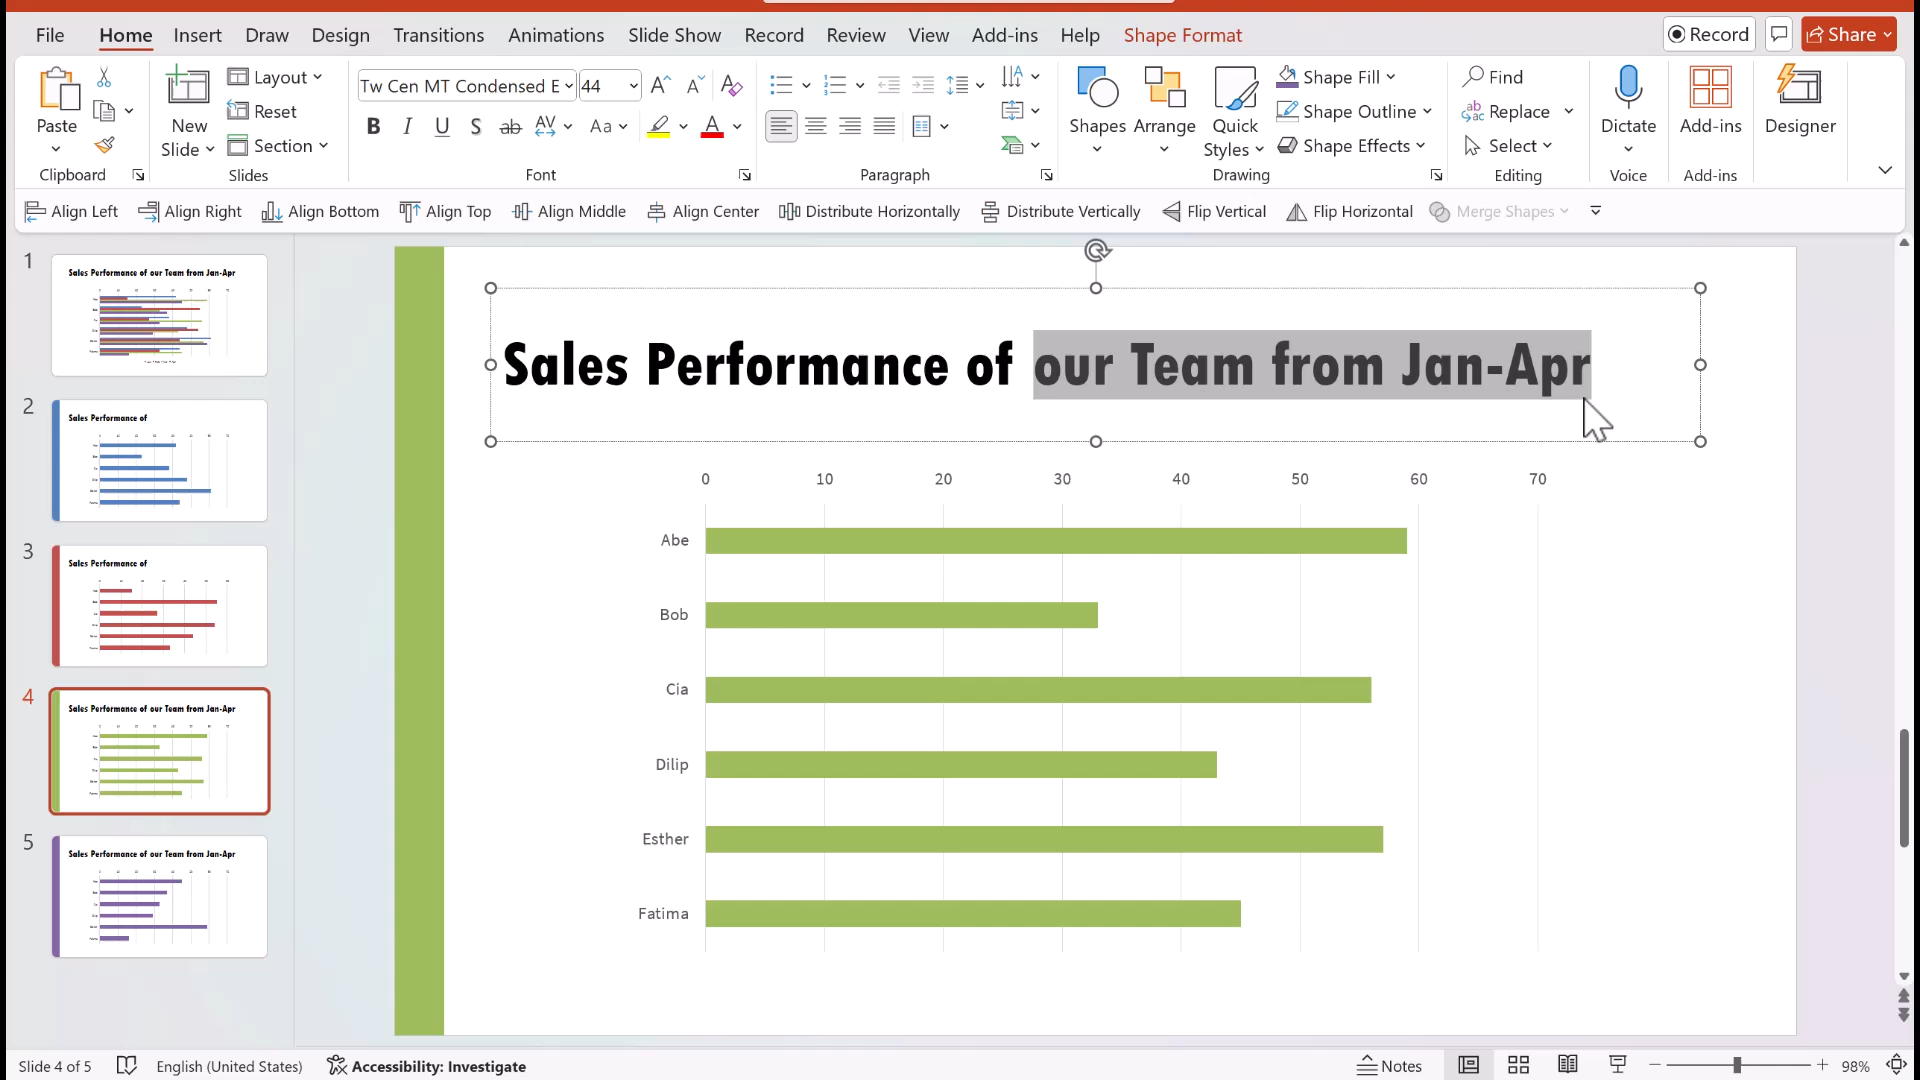 File Home Insert Draw Design Transitions Animations Slide Show Record Review View Add-ins Help Shape Format Record Share
Paste
Clipboard
New
Slide
Layout
Reset
Section
Slides
Tw Cen MT Condensed E 44
Font
Paragraph
Shapes Arrange Quick
Styles
Shape Fill
Shape Outline
Shape Effects
Drawing
Find
Replace
Select
Editing
Dictate
Voice
Add-ins
Add-ins
Designer
Align Left Align Right Align Bottom Align Top Align Middle Align Center Distribute Horizontally Distribute Vertically Flip Vertical Flip Horizontal Merge Shapes
1
Sales Performance of our Team from Jan-Apr
2
Sales Performance of
3
Sales Performance of
4
Sales Performance of our Team from Jan-Apr
5
Sales Performance of our Team from Jan-Apr
Sales Performance of our Team from Jan-Apr
0 10 20 30 40 50 60 70
Abe
Bob
Cia
Dilip
Esther
Fatima
Slide 4 of 5 English (United States) Accessibility: Investigate Notes 98%